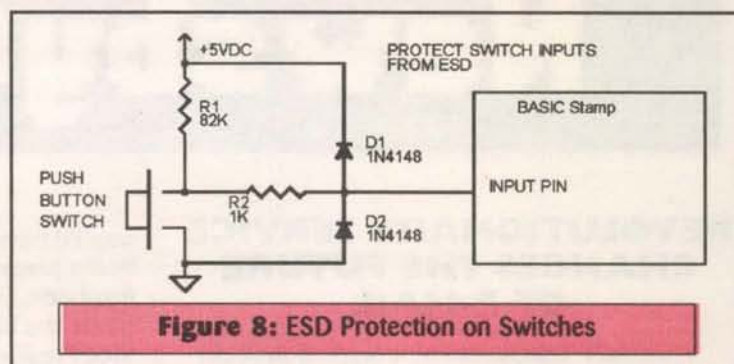 +5VDC
PROTECT SWITCH INPUTS
FROM ESD
BASIC Stamp
R1
82K
D1
1N4148
PUSH
BUTTON
SWITCH
R2
1K
INPUT PIN
D2
1N4148
Figure 8: ESD Protection on Switches